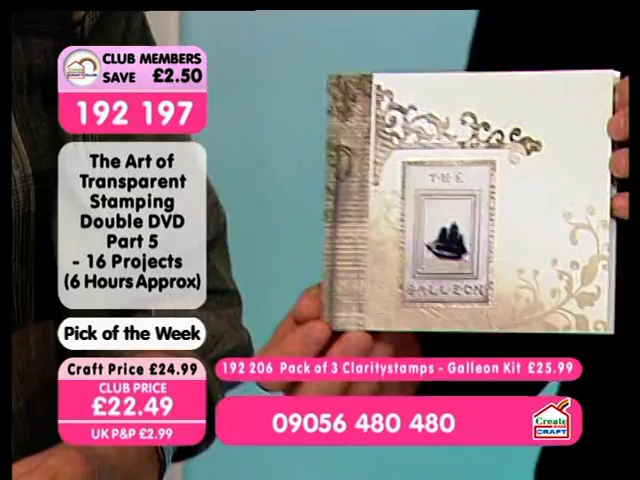 CLUB MEMBERS
SAVE £2.50
192 197
The Art of
Transparent
Stamping
Double DVD
Part 5
- 16 Projects
(6 Hours Approx)
Pick of the Week
Craft Price £24.99
CLUB PRICE
£22.49
UK P&P £2.99
THE
GALLEON
192 206 Pack of 3 Claritystamps - Galleon Kit £25.99
09056 480 480
Create
CRAFT